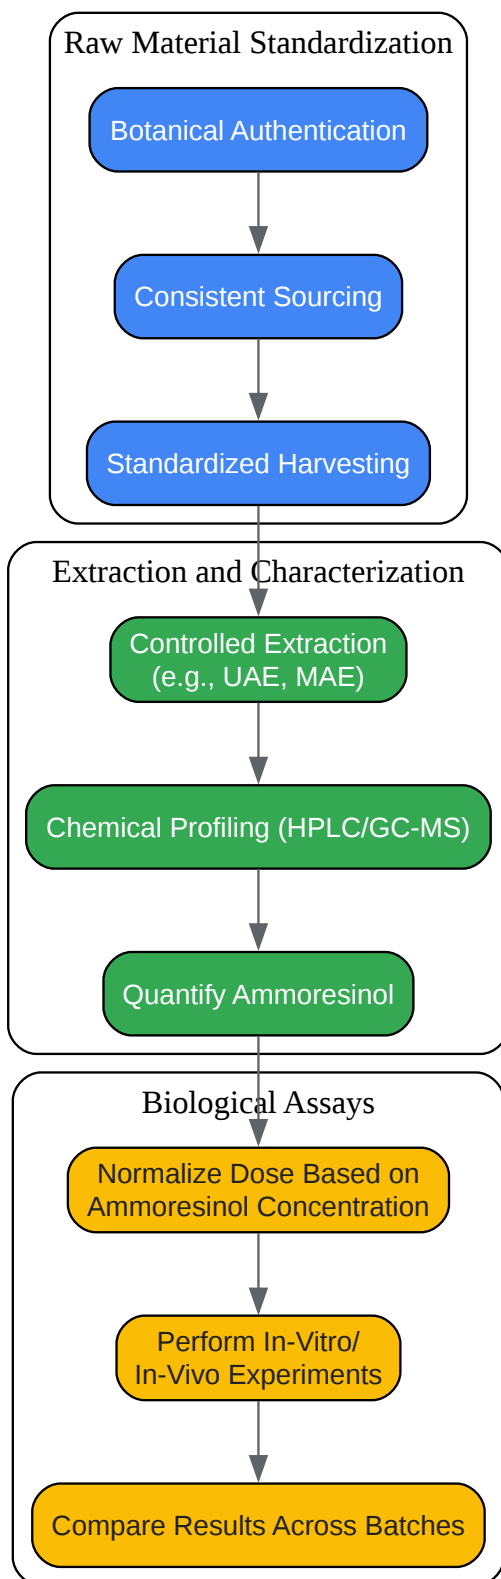 Raw Material Standardization
Botanical Authentication
Consistent Sourcing
Standardized Harvesting
Extraction and Characterization
Controlled Extraction
(e.g., UAE, MAE)
Chemical Profiling (HPLC/GC-MS)
Quantify Ammoresinol
Biological Assays
Normalize Dose Based on
Ammoresinol Concentration
Perform In-Vitro/
In-Vivo Experiments
Compare Results Across Batches